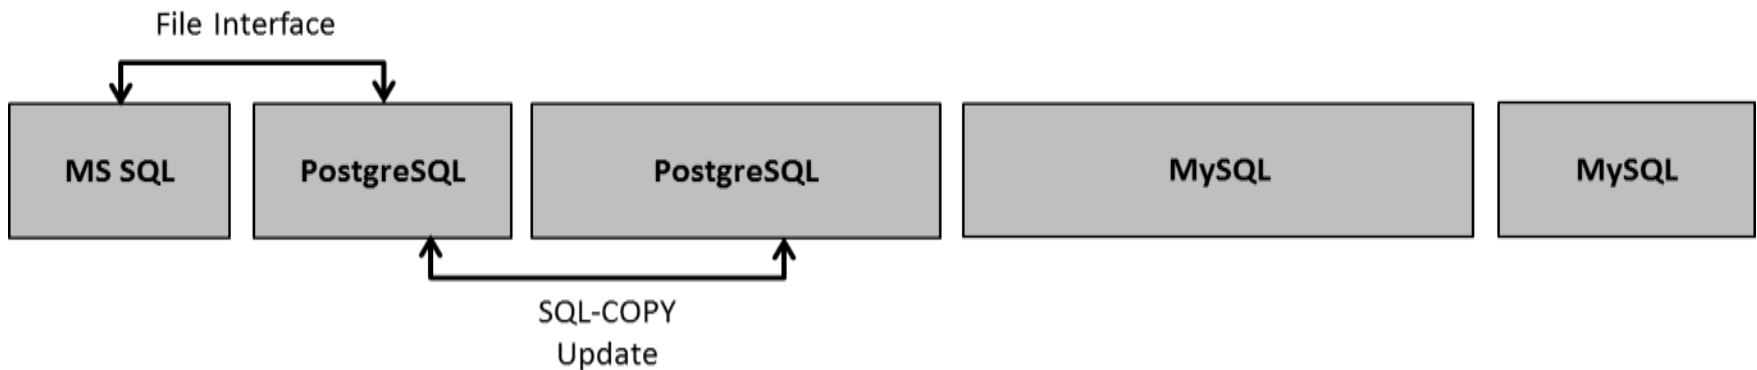 File Interface
MS SQL
PostgreSQL
PostgreSQL
MySQL
MySQL
SQL-COPY
Update